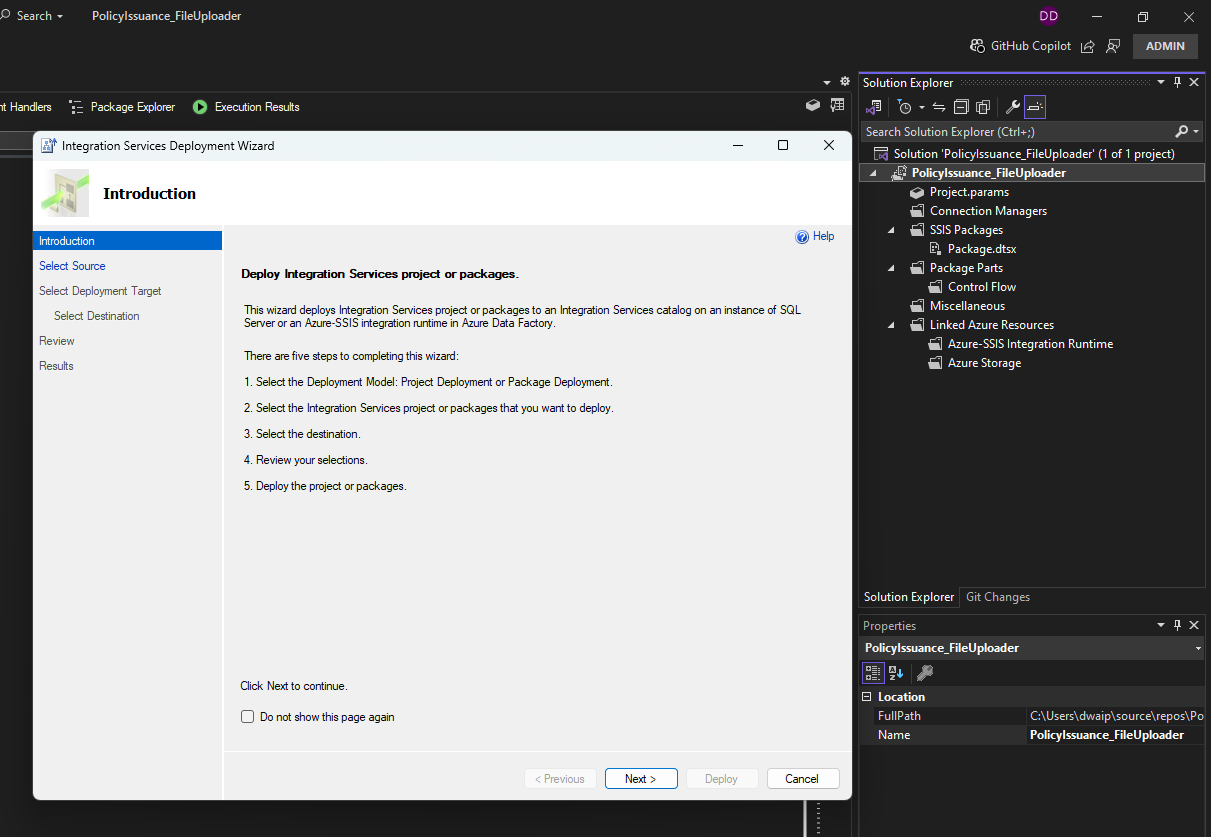 Search
PolicyIssuance_FileUploader
DD
GitHub Copilot
ADMIN
nt Handlers
Package Explorer
Execution Results
Integration Services Deployment Wizard
Introduction
Introduction
Select Source
Select Deployment Target
Select Destination
Review
Results
Help
Deploy Integration Services project or packages.
This wizard deploys Integration Services project or packages to an Integration Services catalog on an instance of SQL
Server or an Azure-SSIS integration runtime in Azure Data Factory.
There are five steps to completing this wizard:
1. Select the Deployment Model: Project Deployment or Package Deployment.
2. Select the Integration Services project or packages that you want to deploy.
3. Select the destination.
4. Review your selections.
5. Deploy the project or packages.
Click Next to continue.
Do not show this page again
< Previous
Next >
Deploy
Cancel
Solution Explorer
Search Solution Explorer (Ctrl+;)
Solution 'PolicyIssuance_FileUploader' (1 of 1 project)
PolicyIssuance_FileUploader
Project.params
Connection Managers
SSIS Packages
Package.dtsx
Package Parts
Control Flow
Miscellaneous
Linked Azure Resources
Azure-SSIS Integration Runtime
Azure Storage
Solution Explorer
Git Changes
Properties
PolicyIssuance_FileUploader
Location
FullPath C:\Users\dwaip\source\repos\Po
Name PolicyIssuance_FileUploader